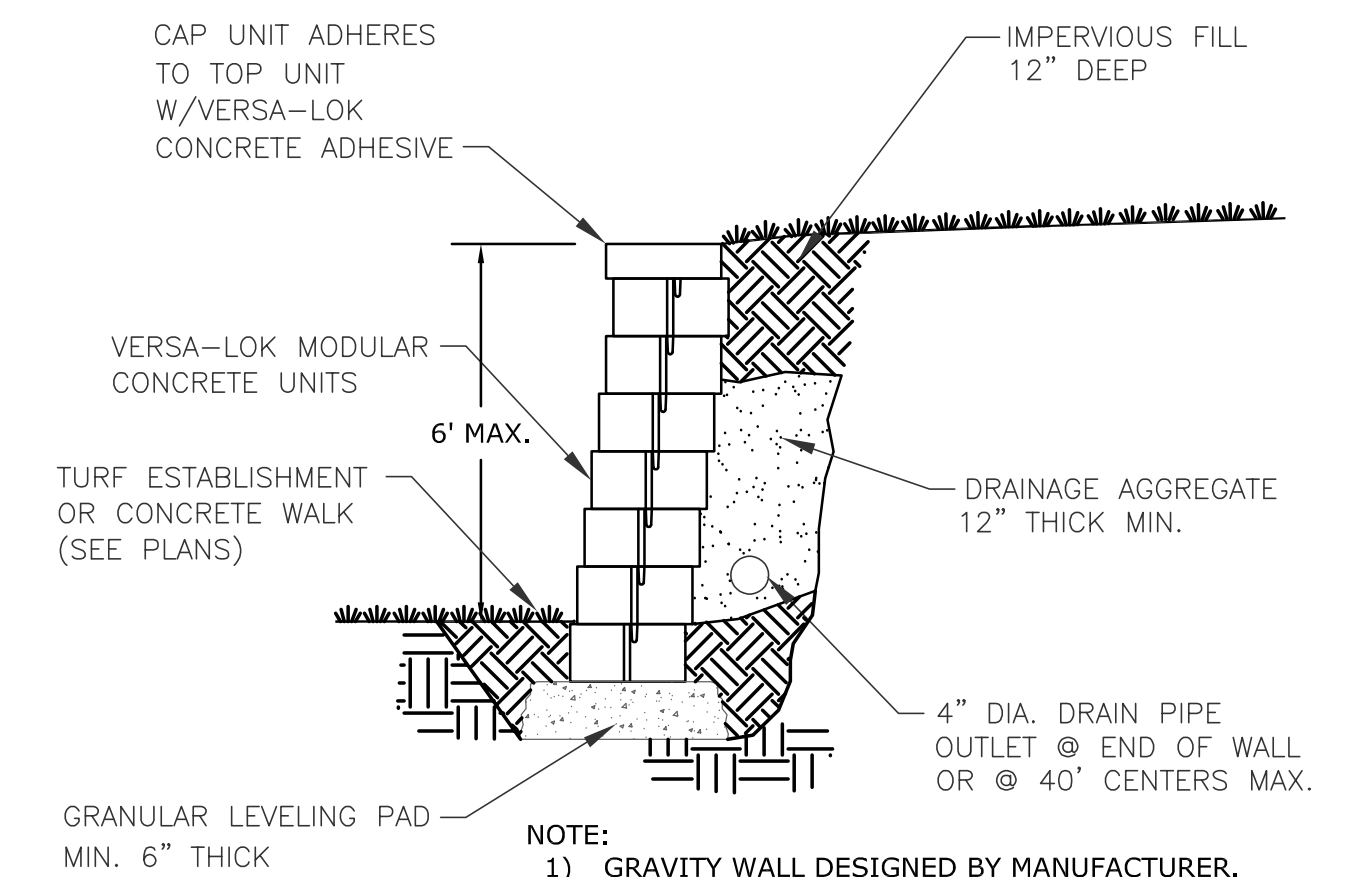 CAP UNIT ADHERES
TO TOP UNIT
W/VERSA-LOK
CONCRETE ADHESIVE
IMPERVIOUS FILL
12" DEEP
VERSA-LOK MODULAR
CONCRETE UNITS
6' MAX.
TURF ESTABLISHMENT
OR CONCRETE WALK
(SEE PLANS)
DRAINAGE AGGREGATE
12" THICK MIN.
4" DIA. DRAIN PIPE
OUTLET @ END OF WALL
OR @ 40' CENTERS MAX.
GRANULAR LEVELING PAD
MIN. 6" THICK
NOTE:
1) GRAVITY WALL DESIGNED BY MANUFACTURER.